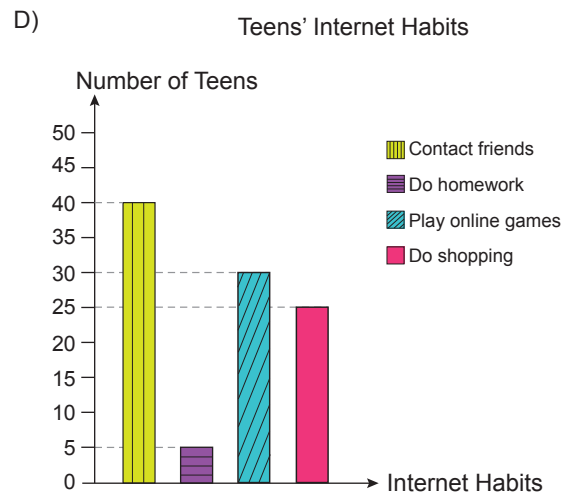 D)
Teens' Internet Habits
Number of Teens
50
45
40
35
30
25
20
15
10
5
0
Contact friends
Do homework
Play online games
Do shopping
Internet Habits